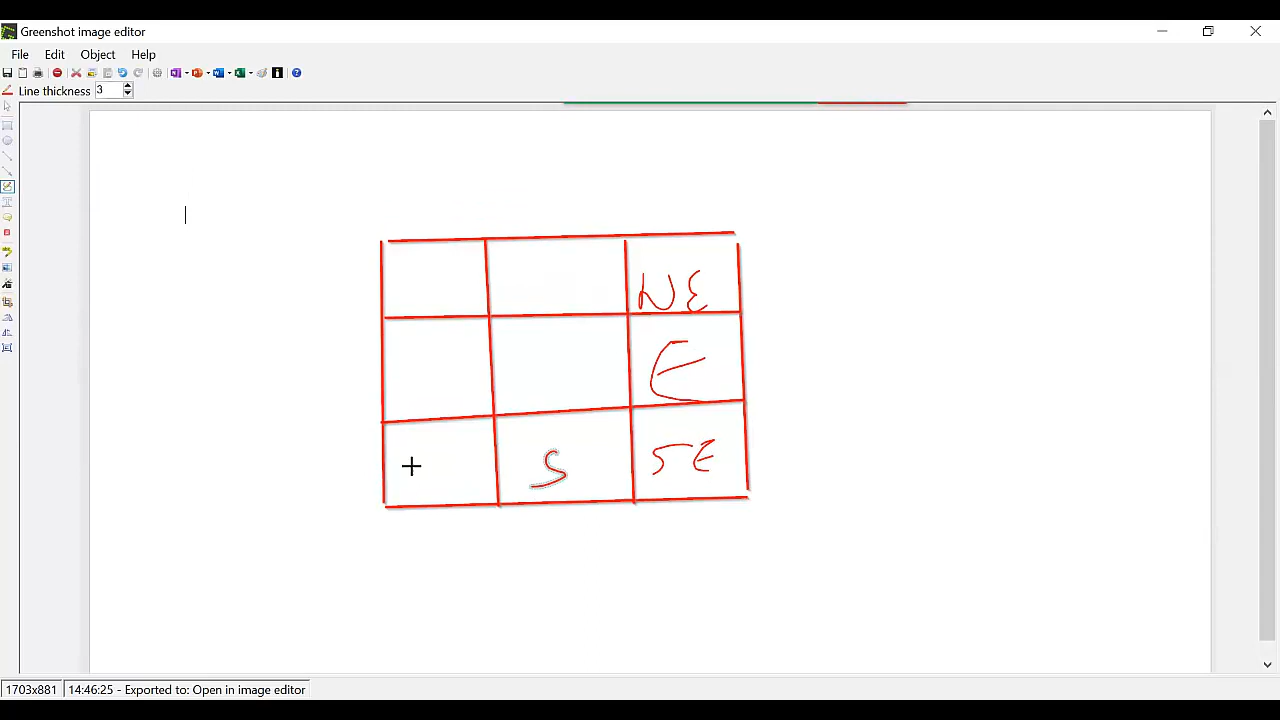 Greenshot image editor
File Edit Object Help
Line thickness 3
NE
E
S SE
1703x881 14:46:25 - Exported to: Open in image editor